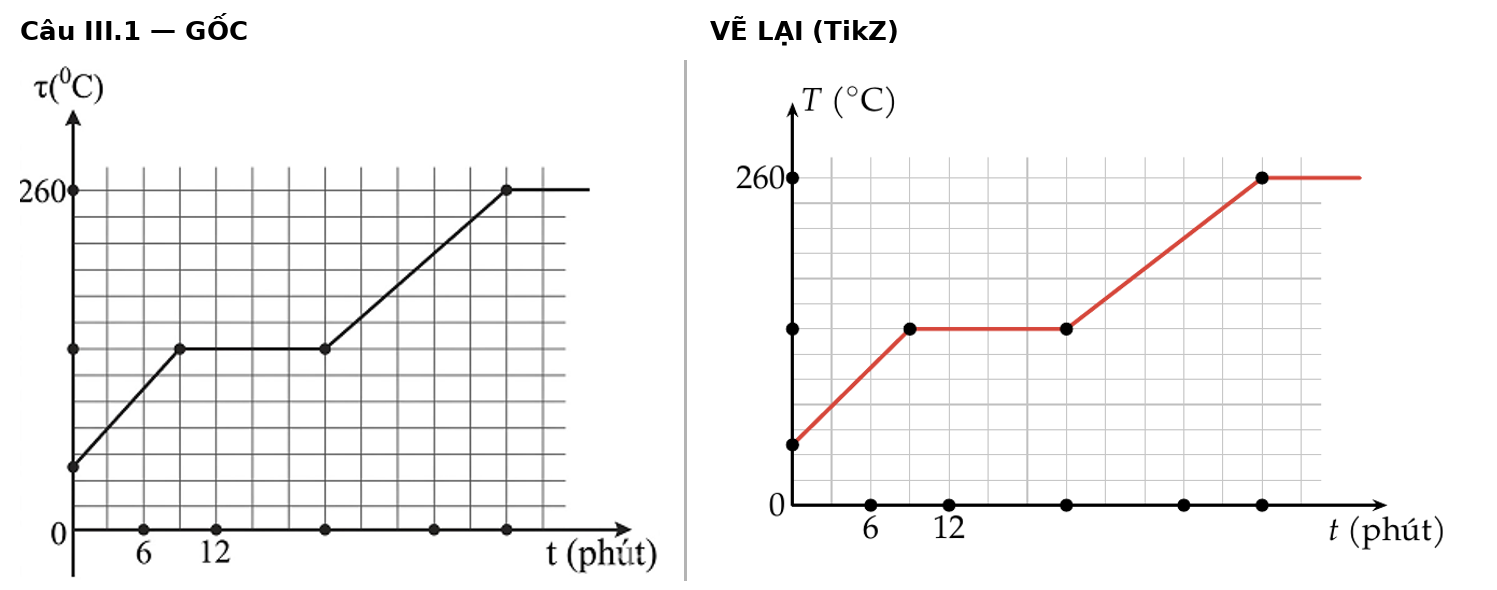 Câu III.1 — GỐC
τ(⁰C)
260
0
6 12
t (phút)
VẼ LẠI (TikZ)
T (°C)
260
0
6 12
t (phút)